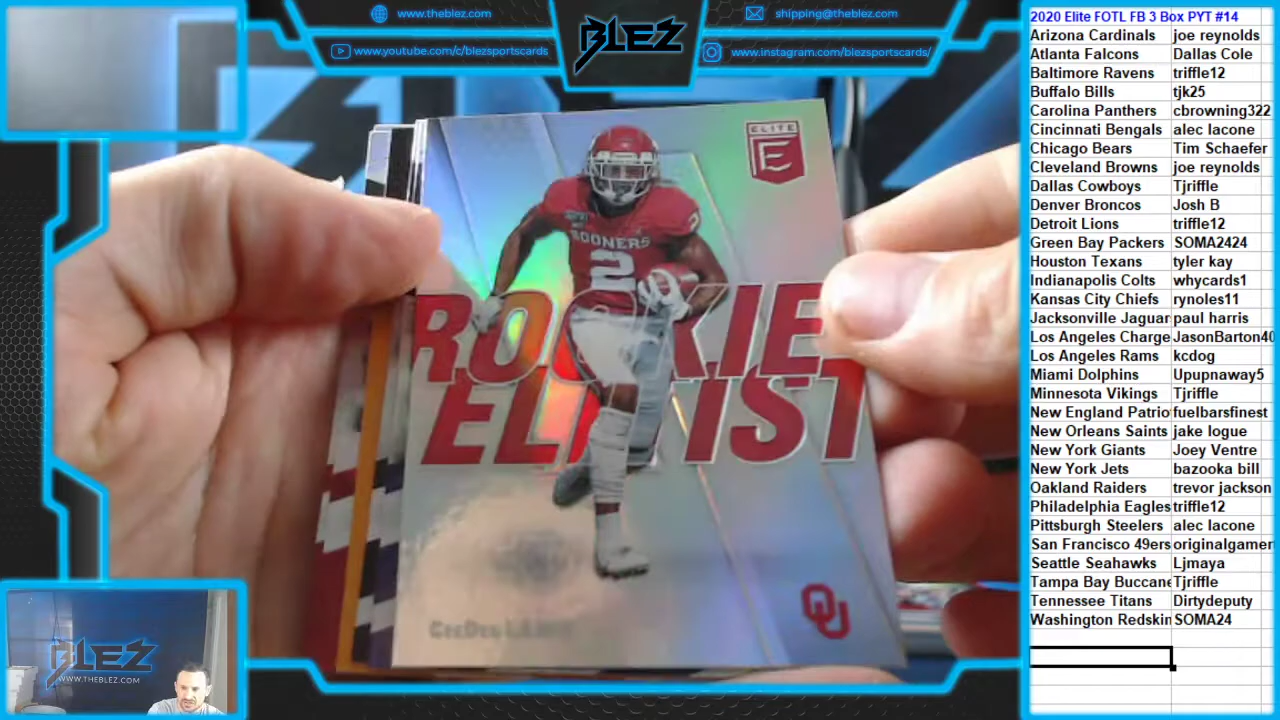 www.theblez.com
shipping@theblez.com
www.youtube.com/c/blezsportscards
www.instagram.com/blezsportscards/
BLEZ
ELITE
E
SOONERS
2
2
ROOKIE
ELITIST
CeeDee Lamb
OU
BLEZ
WWW.THEBLEZ.COM
2020 Elite FOTL FB 3 Box PYT #14
Arizona Cardinals joe reynolds
Atlanta Falcons Dallas Cole
Baltimore Ravens triffle12
Buffalo Bills tjk25
Carolina Panthers cbrowning322
Cincinnati Bengals alec Iacone
Chicago Bears Tim Schaefer
Cleveland Browns joe reynolds
Dallas Cowboys Tjriffle
Denver Broncos Josh B
Detroit Lions triffle12
Green Bay Packers SOMA2424
Houston Texans tyler kay
Indianapolis Colts whycards1
Kansas City Chiefs rynoles11
Jacksonville Jaguar paul harris
Los Angeles Charge JasonBarton40
Los Angeles Rams kcdog
Miami Dolphins Upupnaway5
Minnesota Vikings Tjriffle
New England Patrio fuelbarsfinest
New Orleans Saints jake logue
New York Giants Joey Ventre
New York Jets bazooka bill
Oakland Raiders trevor jackson
Philadelphia Eagles triffle12
Pittsburgh Steelers alec Iacone
San Francisco 49ers originalgamer
Seattle Seahawks Ljmaya
Tampa Bay Buccane Tjriffle
Tennessee Titans Dirtydeputy
Washington Redskin SOMA24